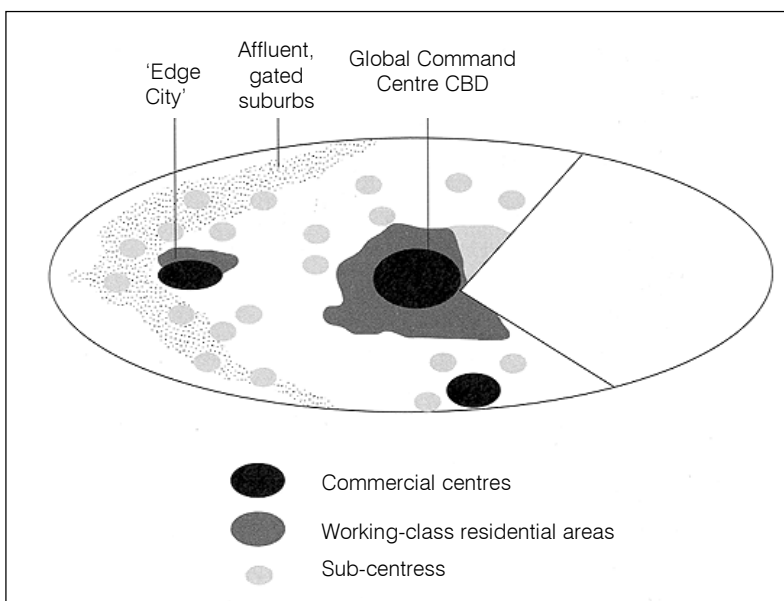 'Edge
City'
Affluent,
gated
suburbs
Global Command
Centre CBD
Commercial centres
Working-class residential areas
Sub-centress